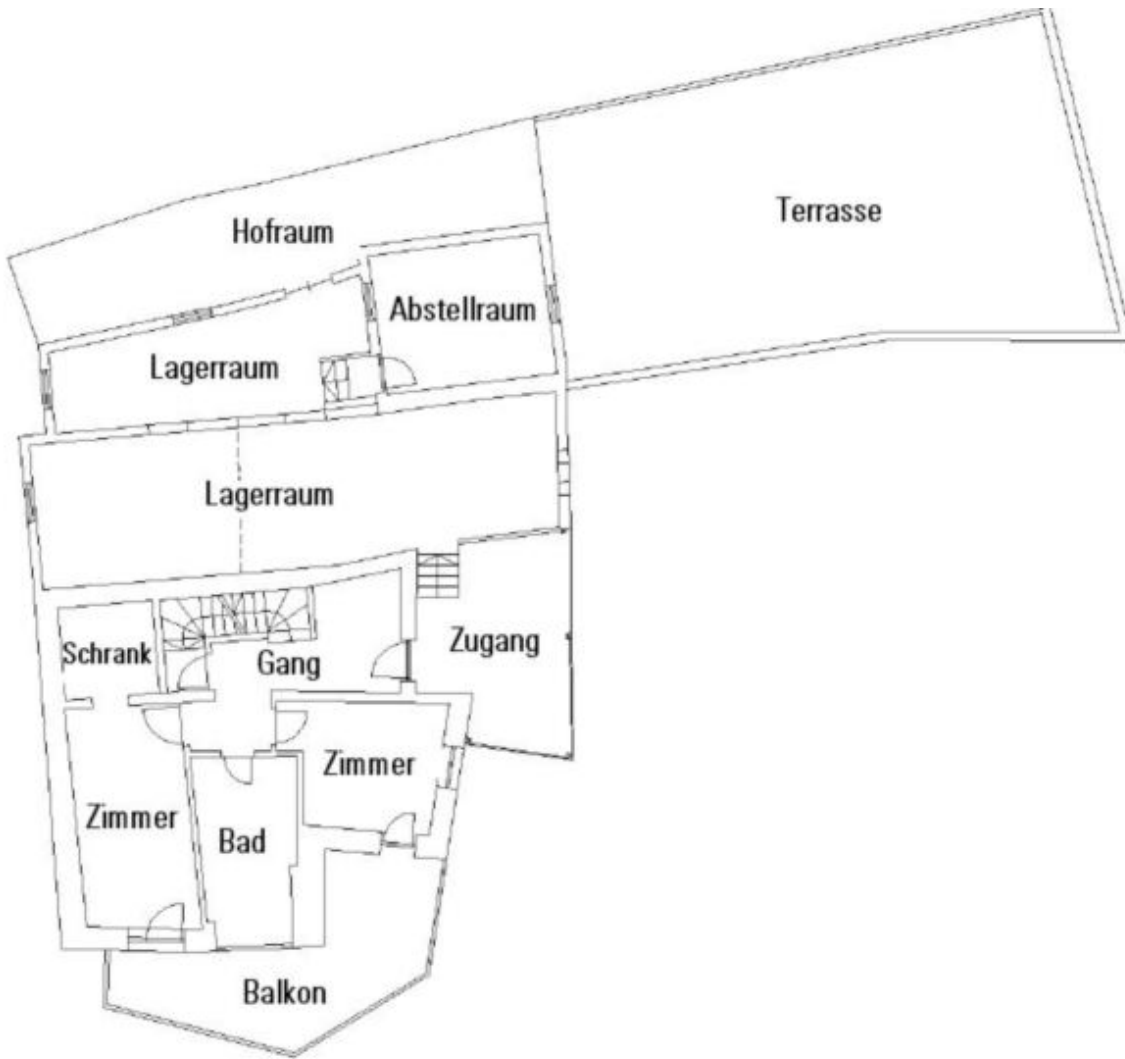 Terrasse
Hofraum
Abstellraum
Lagerraum
Lagerraum
Zugang
Schrank
Gang
Zimmer
Zimmer
Bad
Balkon